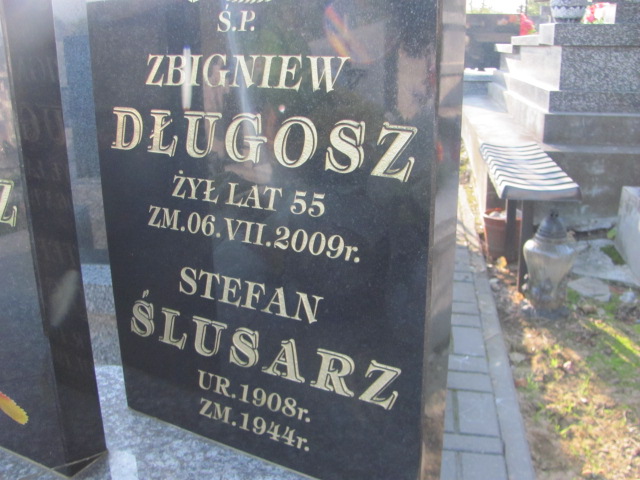 Ś.P.
ZBIGNIEW
DŁUGOSZ
ŻYŁ LAT 55
ZM.06.VII.2009r.
STEFAN
ŚLUSARZ
UR.1908r.
ZM.1944r.